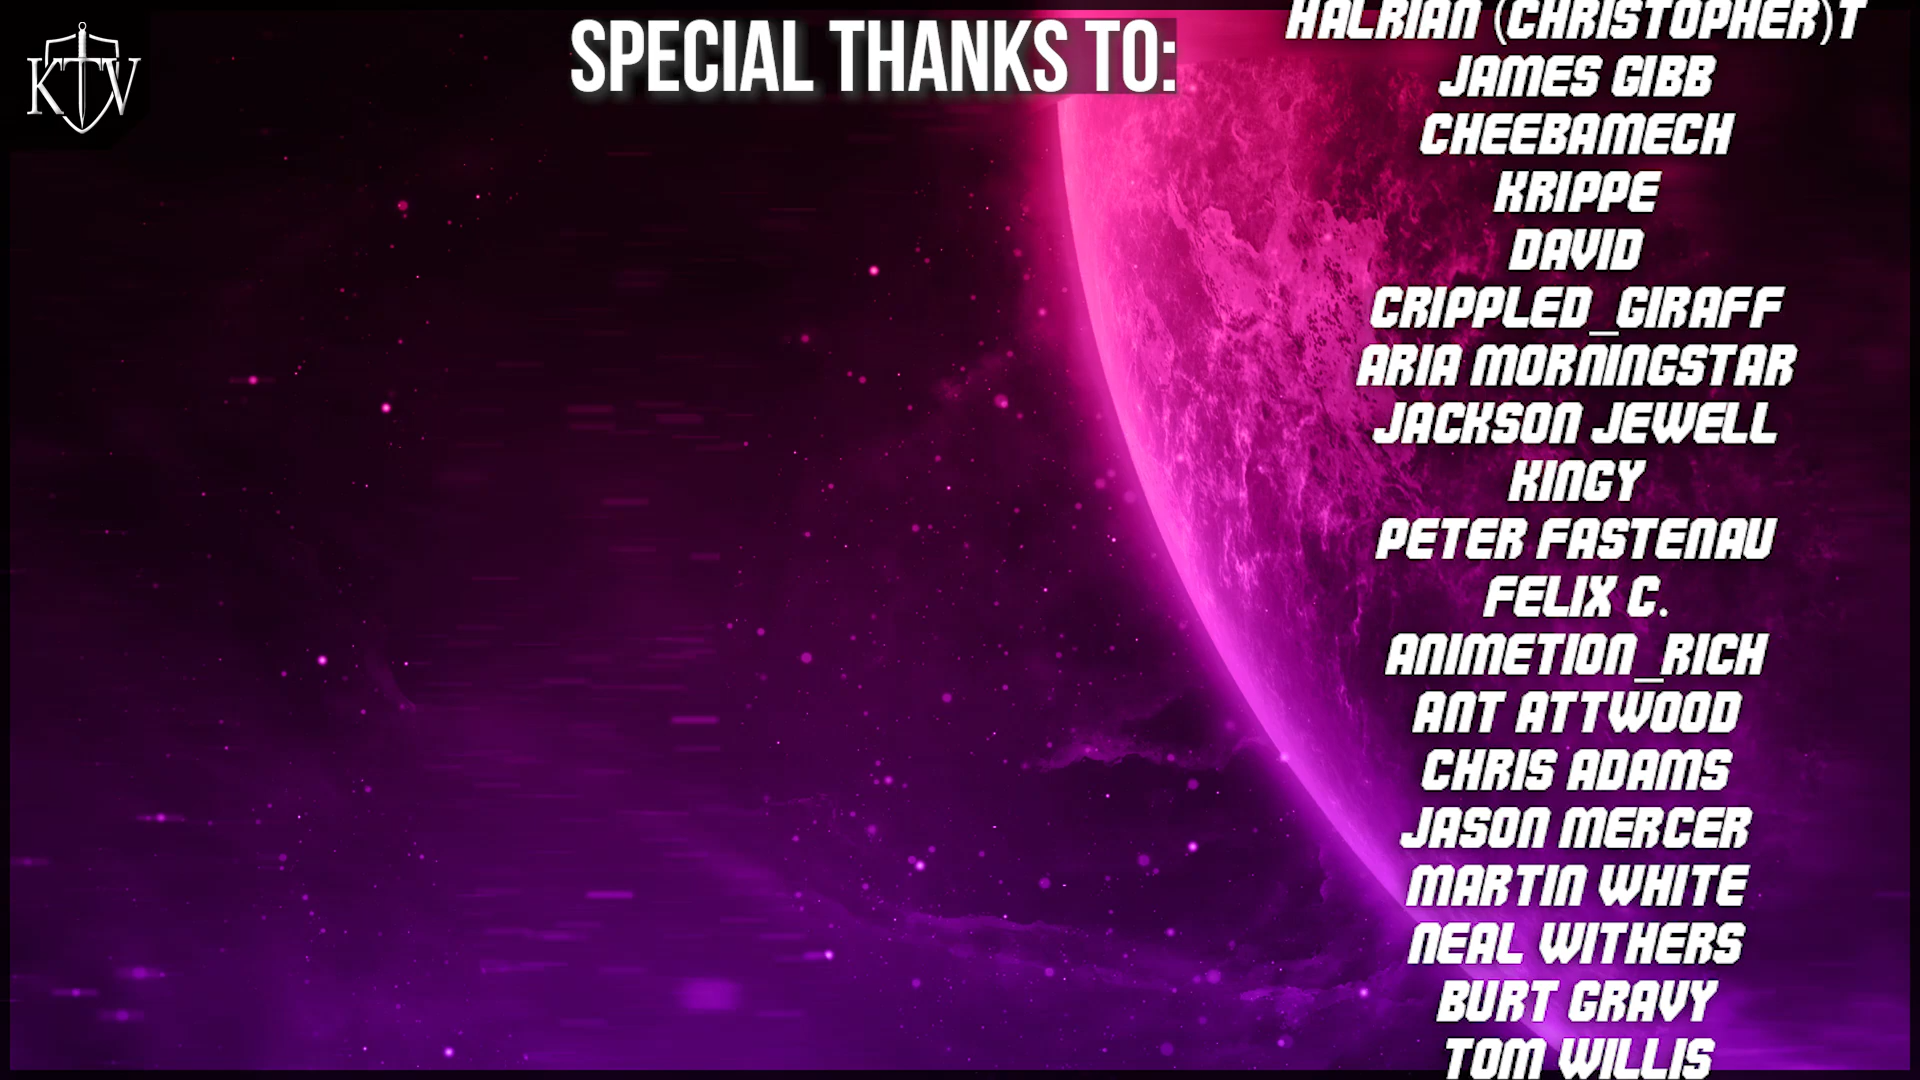 KTV
SPECIAL THANKS TO:
HALRIAN (CHRISTOPHER)T
JAMES GIBB
CHEEBAMECH
KRIPPE
DAVID
CRIPPLED_GIRAFF
ARIA MORNINGSTAR
JACKSON JEWELL
KINGY
PETER FASTENAU
FELIX C.
ANIMETION_RICH
ANT ATTWOOD
CHRIS ADAMS
JASON MERCER
MARTIN WHITE
NEAL WITHERS
BURT GRAVY
TOM WILLIS